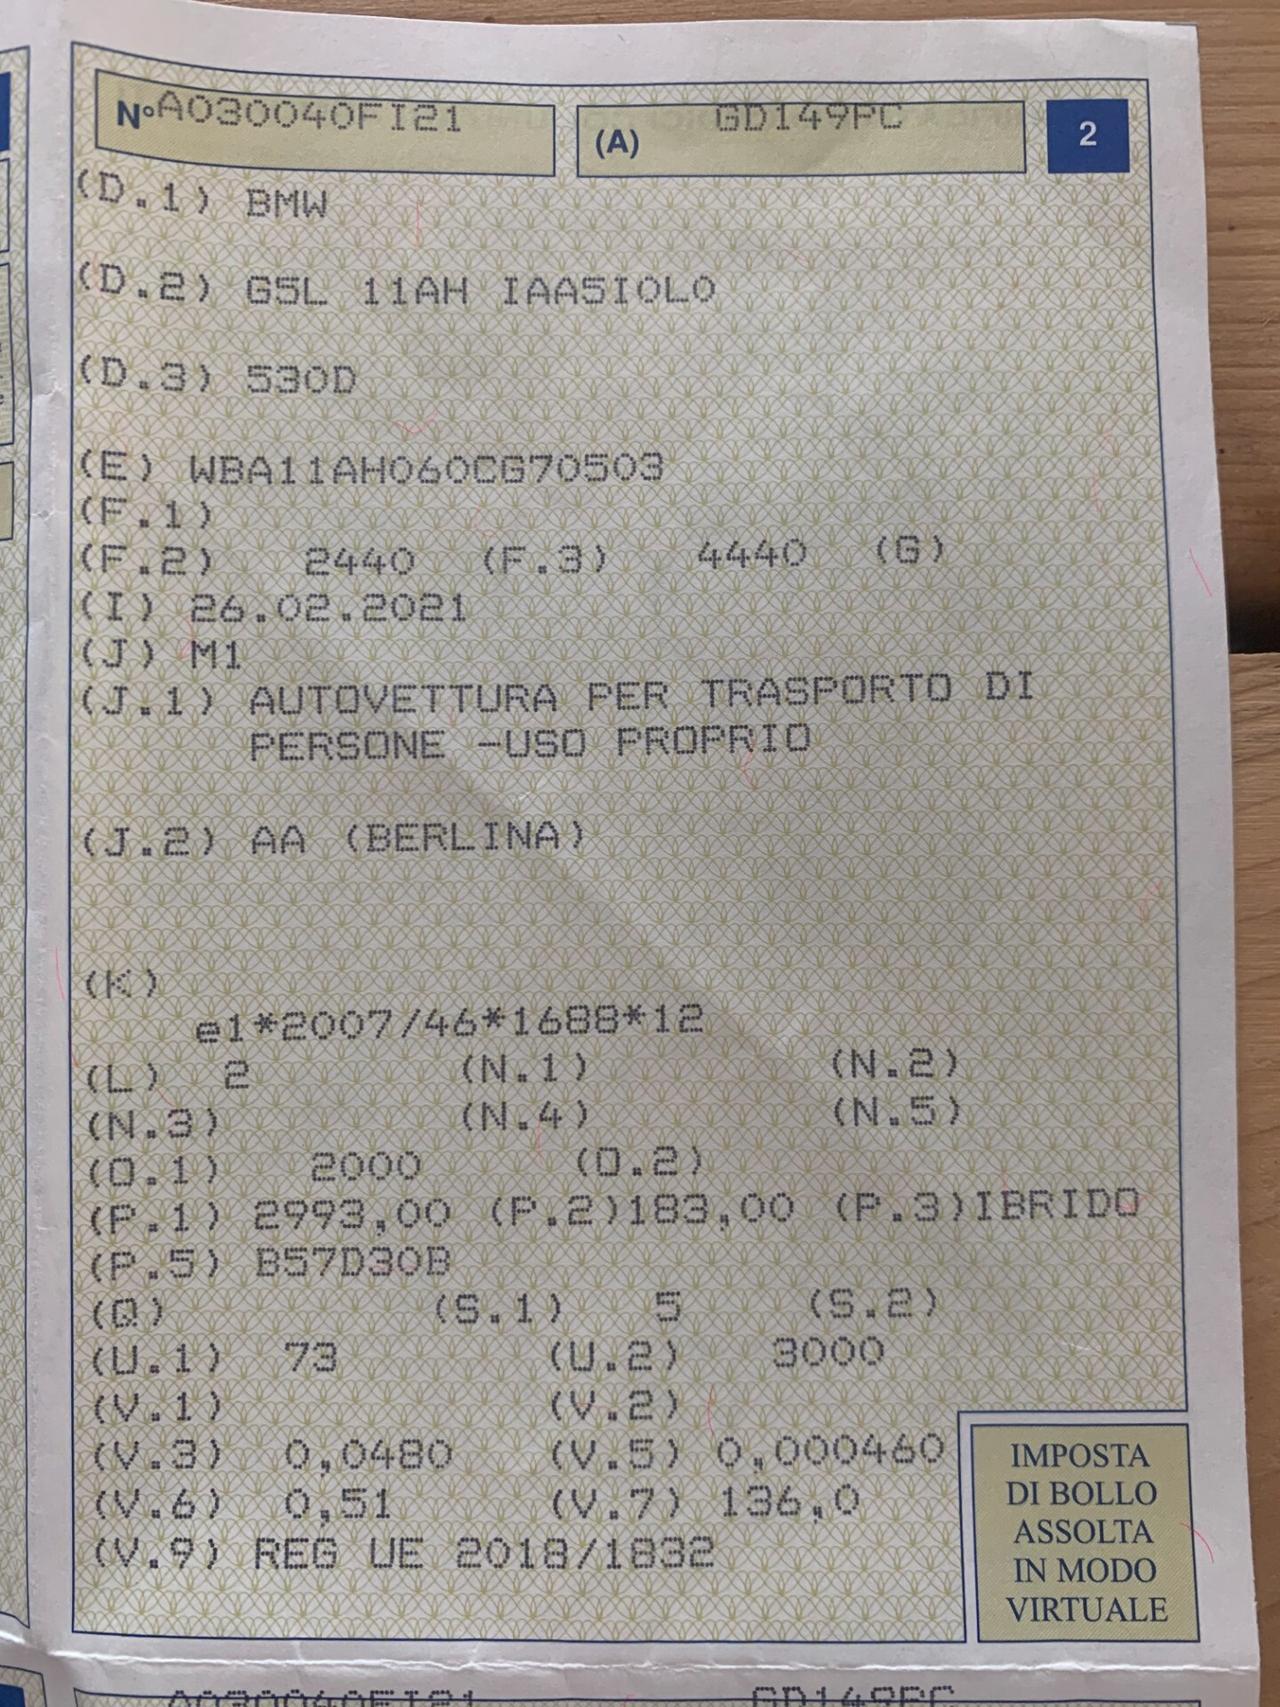 N° A030040FI21 (A) GD149PC 2
(D.1) BMW
(D.2) G5L 11AH IAA5IOLO
(D.3) 530D
(E) WBA11AH060CG70503
(F.1)
(F.2) 2440 (F.3) 4440 (G)
(I) 26.02.2021
(J) M1
(J.1) AUTOVETTURA PER TRASPORTO DI
PERSONE -USO PROPRIO
(J.2) AA (BERLINA)
(K)
e1*2007/46*1688*12
(L) 2 (N.1) (N.2)
(N.3) (N.4) (N.5)
(O.1) 2000 (O.2)
(P.1) 2993,00 (P.2)183,00 (P.3)IBRIDO
(P.5) B57D30B
(Q) (S.1) 5 (S.2)
(U.1) 73 (U.2) 3000
(V.1) (V.2)
(V.3) 0,0480 (V.5) 0,000460
(V.6) 0,51 (V.7) 136,0
(V.9) REG UE 2018/1832
IMPOSTA
DI BOLLO
ASSOLTA
IN MODO
VIRTUALE
A030040FI21 GD149PC